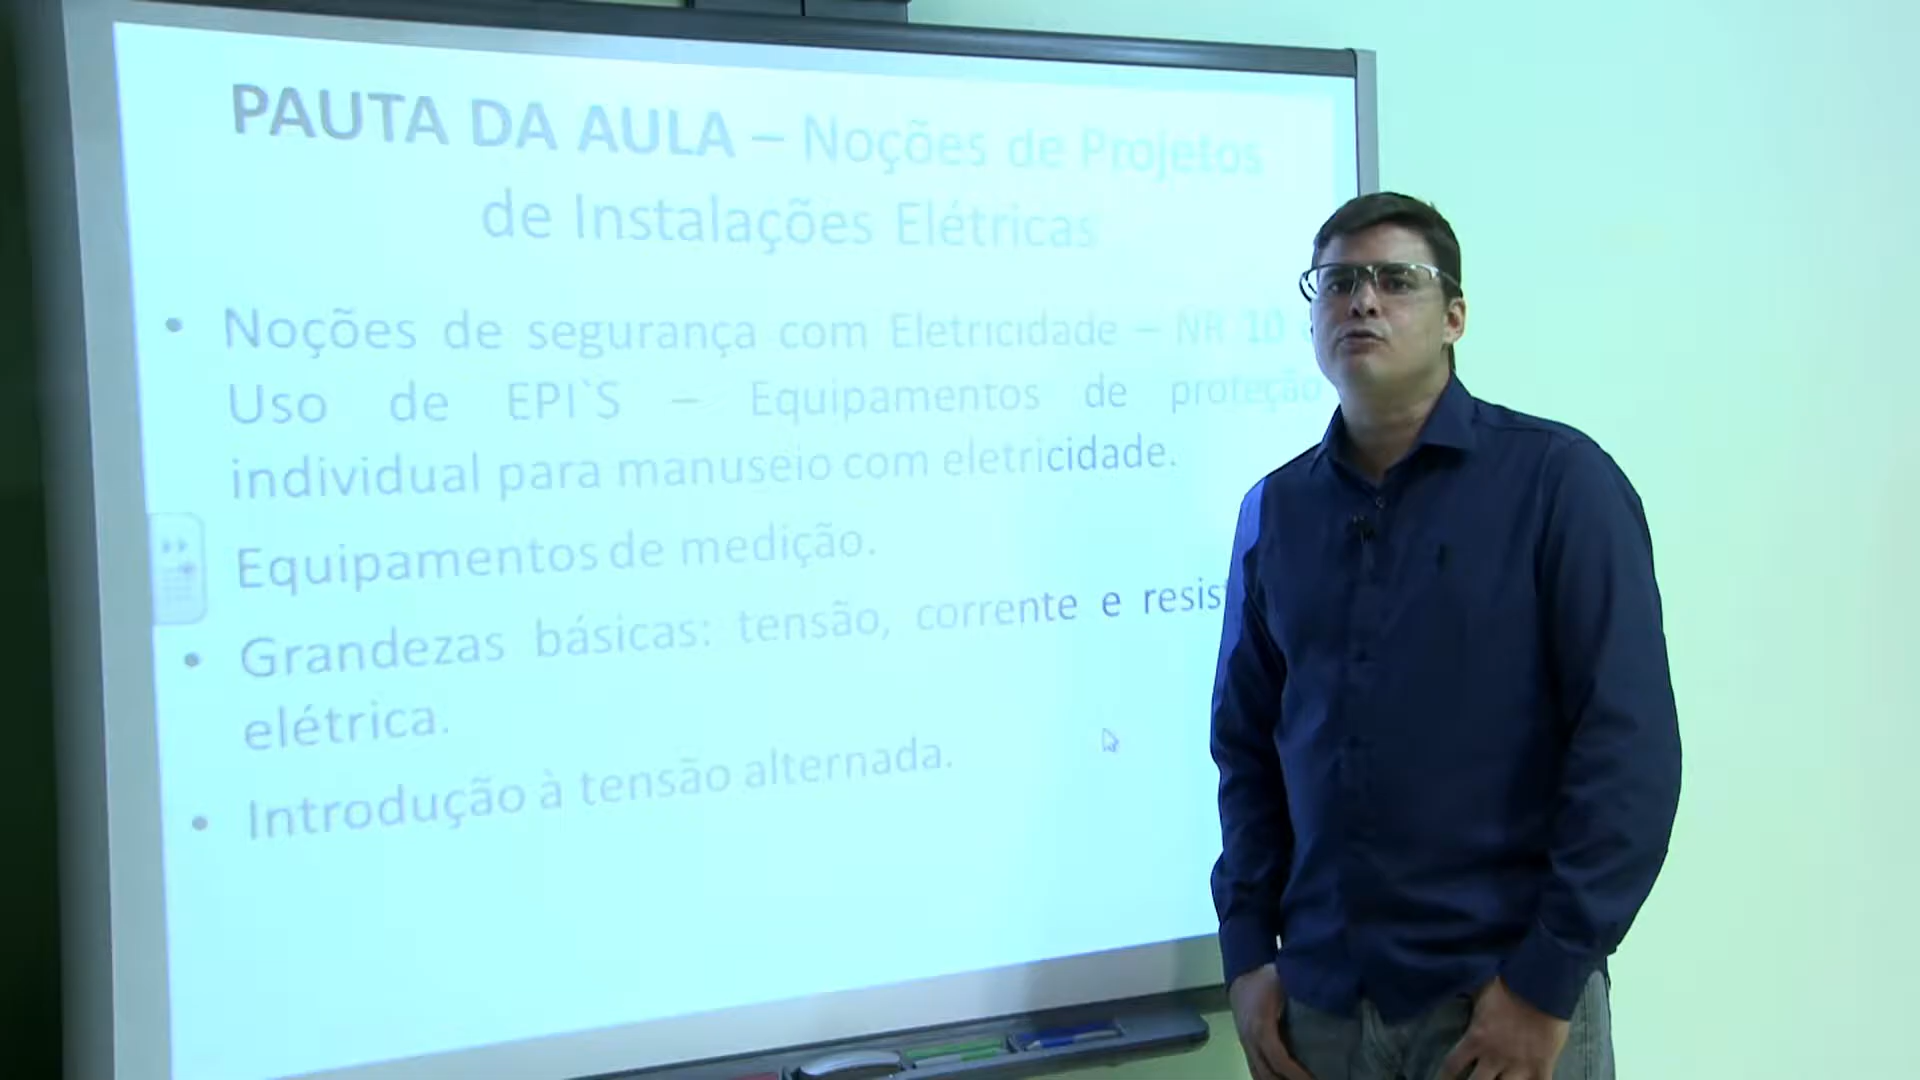 PAUTA DA AULA – Noções de Projetos
de Instalações Elétricas
• Noções de segurança com Eletricidade – NR 10
Uso de EPI`S – Equipamentos de proteção
individual para manuseio com eletricidade.
Equipamentos de medição.
• Grandezas básicas: tensão, corrente e
elétrica.
• Introdução à tensão alternada.